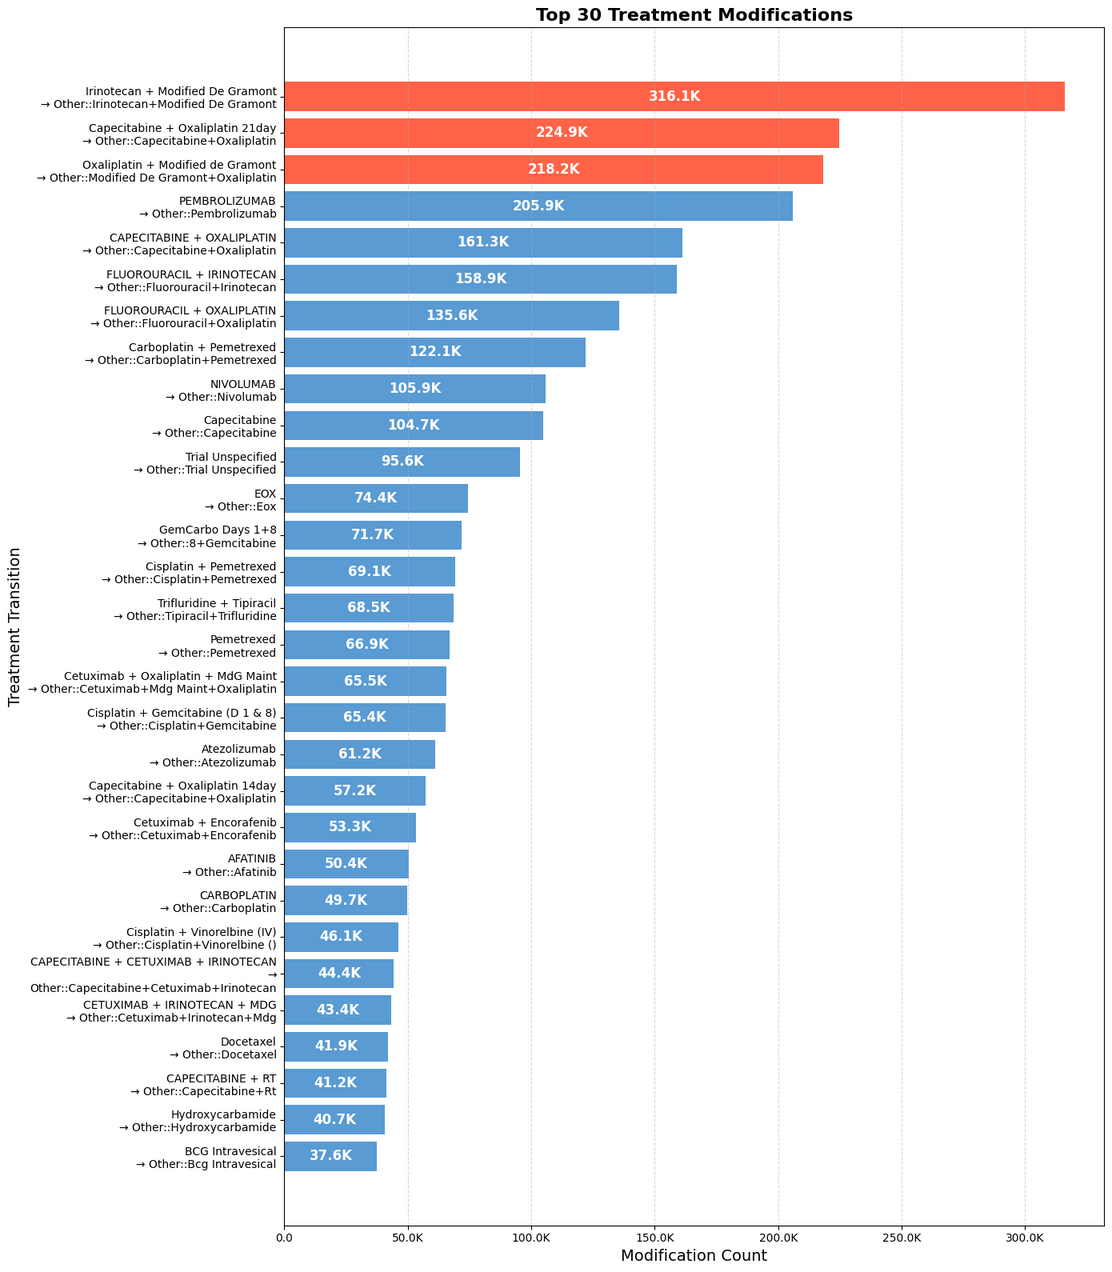 Top 30 Treatment Modifications
Irinotecan + Modified De Gramont
→ Other::Irinotecan+Modified De Gramont
316.1K
Capecitabine + Oxaliplatin 21day
→ Other::Capecitabine+Oxaliplatin
224.9K
Oxaliplatin + Modified de Gramont
→ Other::Modified De Gramont+Oxaliplatin
218.2K
PEMBROLIZUMAB
→ Other::Pembrolizumab
205.9K
CAPECITABINE + OXALIPLATIN
→ Other::Capecitabine+Oxaliplatin
161.3K
FLUOROURACIL + IRINOTECAN
→ Other::Fluorouracil+Irinotecan
158.9K
FLUOROURACIL + OXALIPLATIN
→ Other::Fluorouracil+Oxaliplatin
135.6K
Carboplatin + Pemetrexed
→ Other::Carboplatin+Pemetrexed
122.1K
NIVOLUMAB
→ Other::Nivolumab
105.9K
Capecitabine
→ Other::Capecitabine
104.7K
Trial Unspecified
→ Other::Trial Unspecified
95.6K
EOX
→ Other::Eox
74.4K
GemCarbo Days 1+8
→ Other::8+Gemcitabine
71.7K
Cisplatin + Pemetrexed
→ Other::Cisplatin+Pemetrexed
69.1K
Trifluridine + Tipiracil
→ Other::Tipiracil+Trifluridine
68.5K
Pemetrexed
→ Other::Pemetrexed
66.9K
Cetuximab + Oxaliplatin + MdG Maint
→ Other::Cetuximab+Mdg Maint+Oxaliplatin
65.5K
Cisplatin + Gemcitabine (D 1 & 8)
→ Other::Cisplatin+Gemcitabine
65.4K
Atezolizumab
→ Other::Atezolizumab
61.2K
Capecitabine + Oxaliplatin 14day
→ Other::Capecitabine+Oxaliplatin
57.2K
Cetuximab + Encorafenib
→ Other::Cetuximab+Encorafenib
53.3K
AFATINIB
→ Other::Afatinib
50.4K
CARBOPLATIN
→ Other::Carboplatin
49.7K
Cisplatin + Vinorelbine (IV)
→ Other::Cisplatin+Vinorelbine ()
46.1K
CAPECITABINE + CETUXIMAB + IRINOTECAN
→
Other::Capecitabine+Cetuximab+Irinotecan
44.4K
CETUXIMAB + IRINOTECAN + MDG
→ Other::Cetuximab+Irinotecan+Mdg
43.4K
Docetaxel
→ Other::Docetaxel
41.9K
CAPECITABINE + RT
→ Other::Capecitabine+Rt
41.2K
Hydroxycarbamide
→ Other::Hydroxycarbamide
40.7K
BCG Intravesical
→ Other::Bcg Intravesical
37.6K
Treatment Transition
0.0 50.0K 100.0K 150.0K 200.0K 250.0K 300.0K
Modification Count